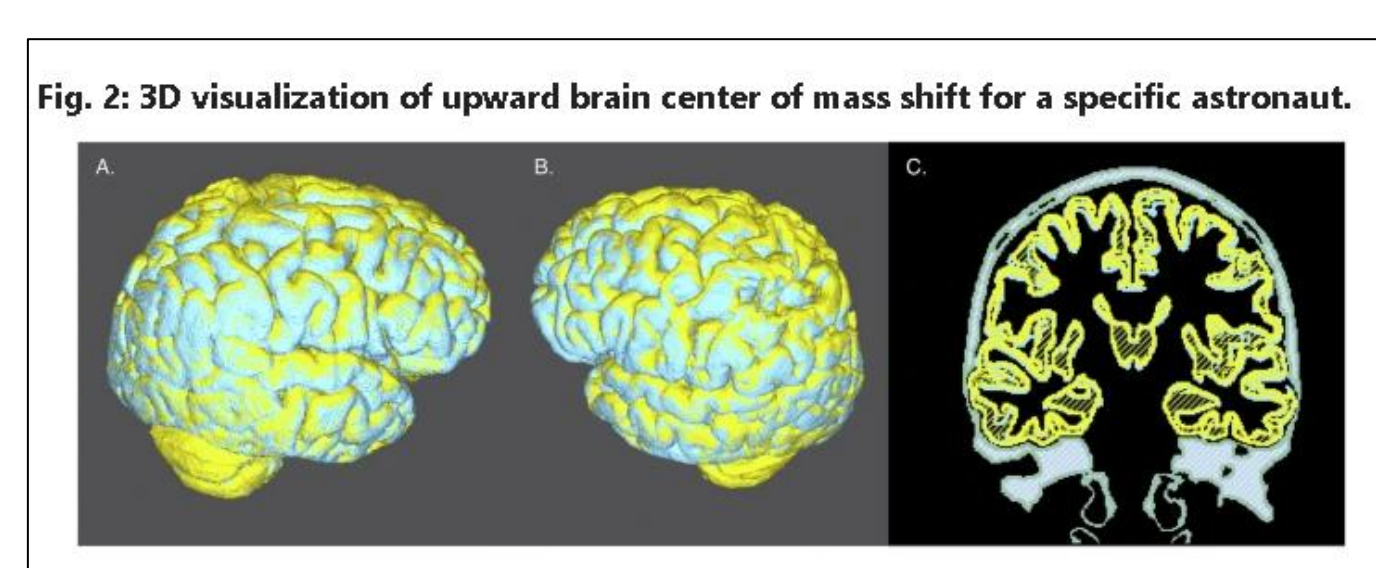 Fig. 2: 3D visualization of upward brain center of mass shift for a specific astronaut.
A.
B.
C.